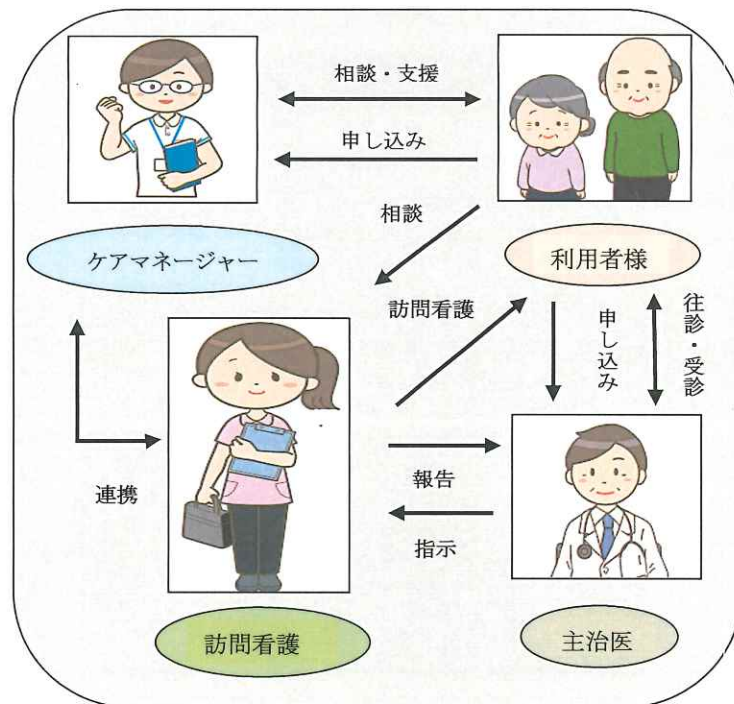 相談・支援
申し込み
相談
ケアマネージャー
利用者様
訪問看護
申し込み
往診・受診
連携
報告
指示
訪問看護
主治医